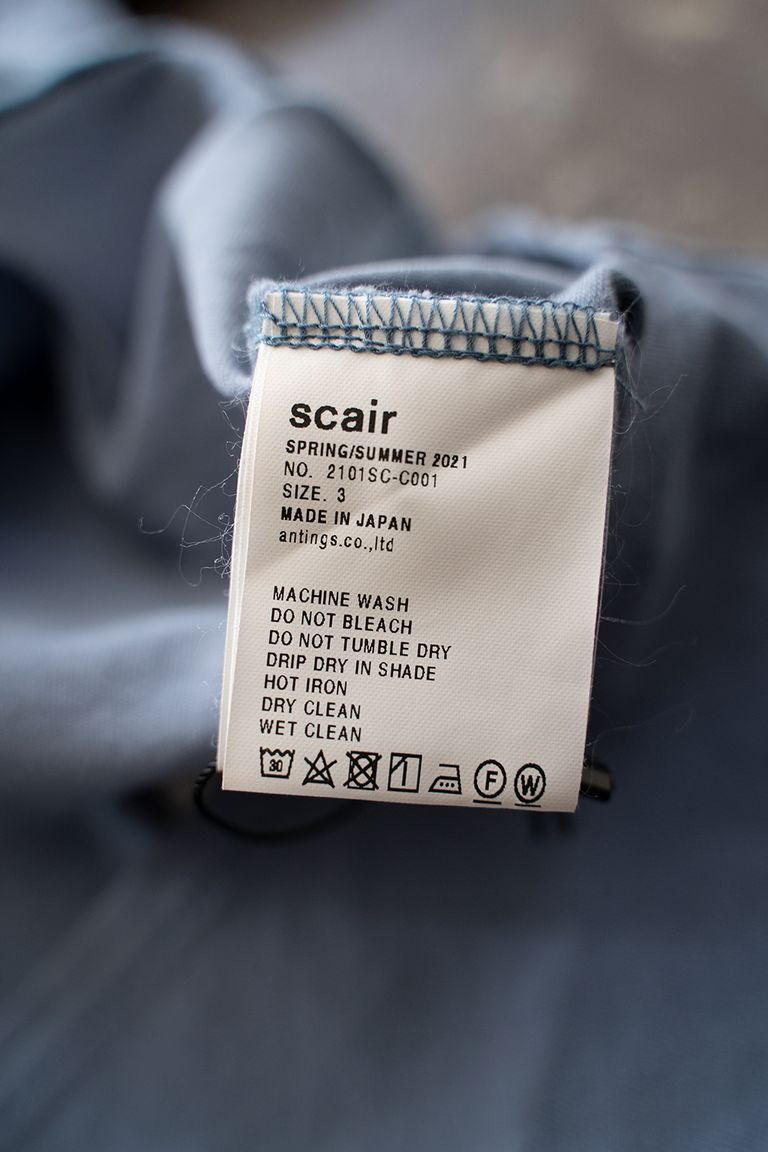 scair
SPRING/SUMMER 2021
NO. 2101SC-C001
SIZE. 3
MADE IN JAPAN
antings.co.,ltd
MACHINE WASH
DO NOT BLEACH
DO NOT TUMBLE DRY
DRIP DRY IN SHADE
HOT IRON
DRY CLEAN
WET CLEAN
30 F W